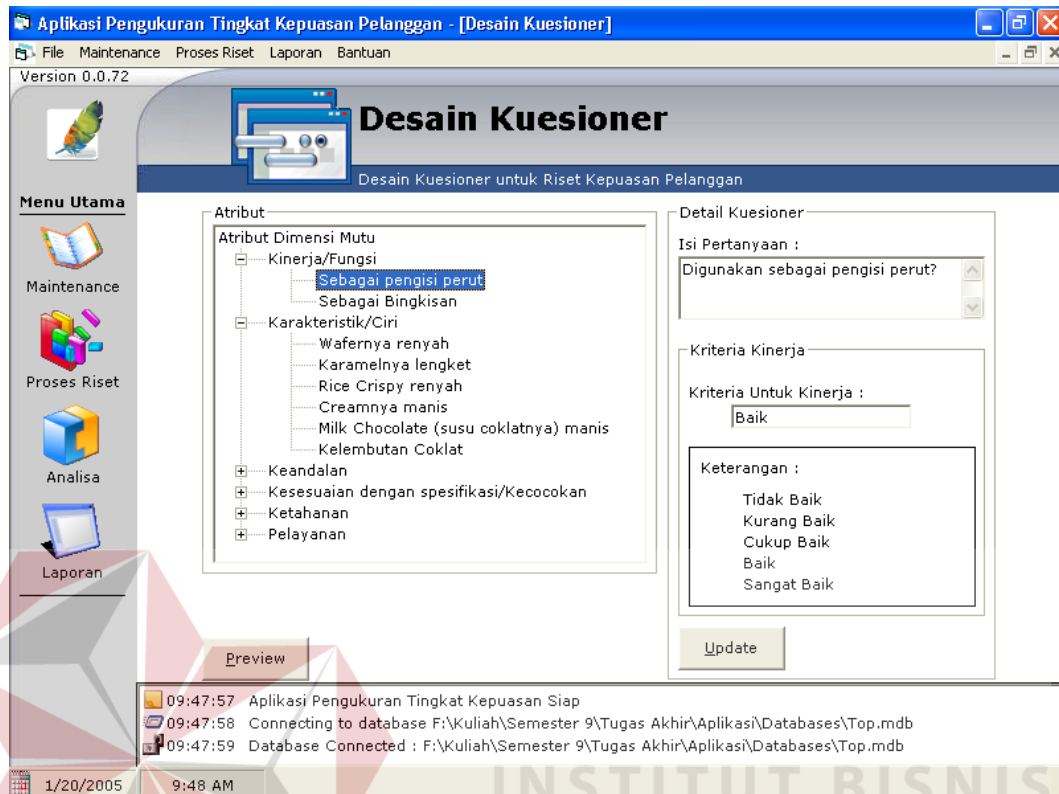 Aplikasi Pengukuran Tingkat Kepuasan Pelanggan - [Desain Kuesioner]
File Maintenance Proses Riset Laporan Bantuan
Version 0.0.72
Desain Kuesioner
Desain Kuesioner untuk Riset Kepuasan Pelanggan
Menu Utama
Maintenance
Proses Riset
Analisa
Laporan
Atribut
Atribut Dimensi Mutu
Kinerja/Fungsi
Sebagai pengisi perut
Sebagai Bingkisan
Karakteristik/Ciri
Wafernya renyah
Karamelnya lengket
Rice Crispy renyah
Creamnya manis
Milk Chocolate (susu coklatnya) manis
Kelembutan Coklat
Keandalan
Kesesuaian dengan spesifikasi/Kecocokan
Ketahanan
Pelayanan
Preview
Detail Kuesioner
Isi Pertanyaan :
Digunakan sebagai pengisi perut?
Kriteria Kinerja
Kriteria Untuk Kinerja :
Baik
Keterangan :
Tidak Baik
Kurang Baik
Cukup Baik
Baik
Sangat Baik
Update
09:47:57 Aplikasi Pengukuran Tingkat Kepuasan Siap
09:47:58 Connecting to database F:\Kuliah\Semester 9\Tugas Akhir\Aplikasi\Databases\Top.mdb
09:47:59 Database Connected : F:\Kuliah\Semester 9\Tugas Akhir\Aplikasi\Databases\Top.mdb
1/20/2005 9:48 AM
INSTITUT BISNIS